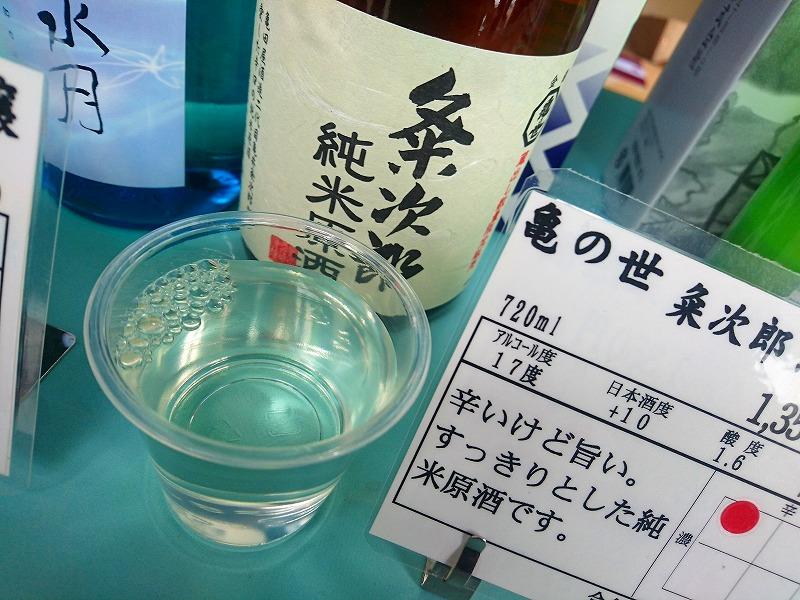 水月
粂次郎
純米原酒
亀の世 粂次郎
720ml
アルコール度
17度
日本酒度
+10
酸度
1.6
1,35
辛いけど旨い。
すっきりとした純
米原酒です。
辛
濃